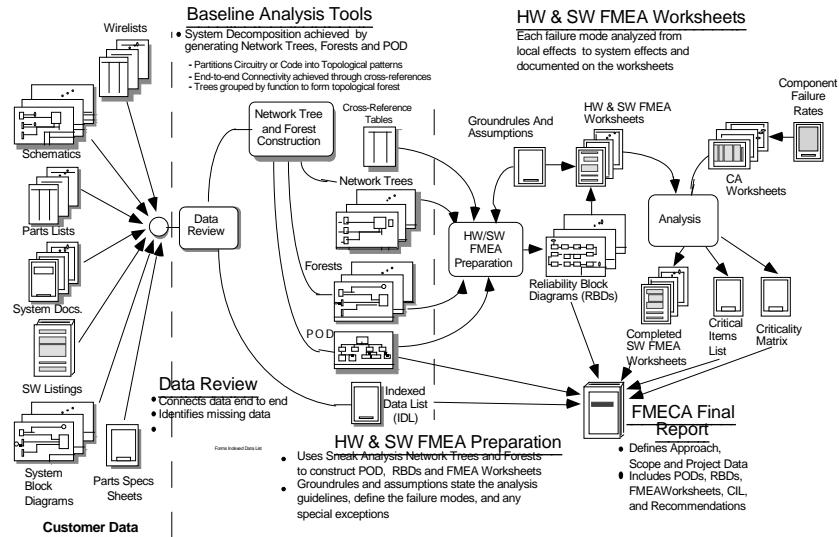 Baseline Analysis Tools
• System Decomposition achieved by
generating Network Trees, Forests and POD
- Partitions Circuitry or Code into Topological patterns
- End-to-end Connectivity achieved through cross-references
- Trees grouped by function to form topological forest
HW & SW FMEA Worksheets
Each failure mode analyzed from
local effects to system effects and
documented on the worksheets
Wirelists
Schematics
Parts Lists
System Docs.
SW Listings
System
Block
Diagrams
Parts Specs
Sheets
Customer Data
Data
Review
Network Tree
and Forest
Construction
Cross-Reference
Tables
Network Trees
Forests
POD
Indexed
Data List
(IDL)
Groundrules And
Assumptions
HW & SW FMEA
Worksheets
Component
Failure
Rates
CA
Worksheets
HW/SW
FMEA
Preparation
Analysis
Reliability Block
Diagrams (RBDs)
Completed
SW FMEA
Worksheets
Critical
Items
List
Criticality
Matrix
Data Review
• Connects data end to end
• Identifies missing data
•
Forms Indexed Data List
HW & SW FMEA Preparation
• Uses Sneak Analysis Network Trees and Forests
to construct POD, RBDs and FMEA Worksheets
• Groundrules and assumptions state the analysis
guidelines, define the failure modes, and any
special exceptions
FMECA Final
Report
• Defines Approach,
Scope and Project Data
• Includes PODs, RBDs,
FMEAWorksheets, CIL,
and Recommendations